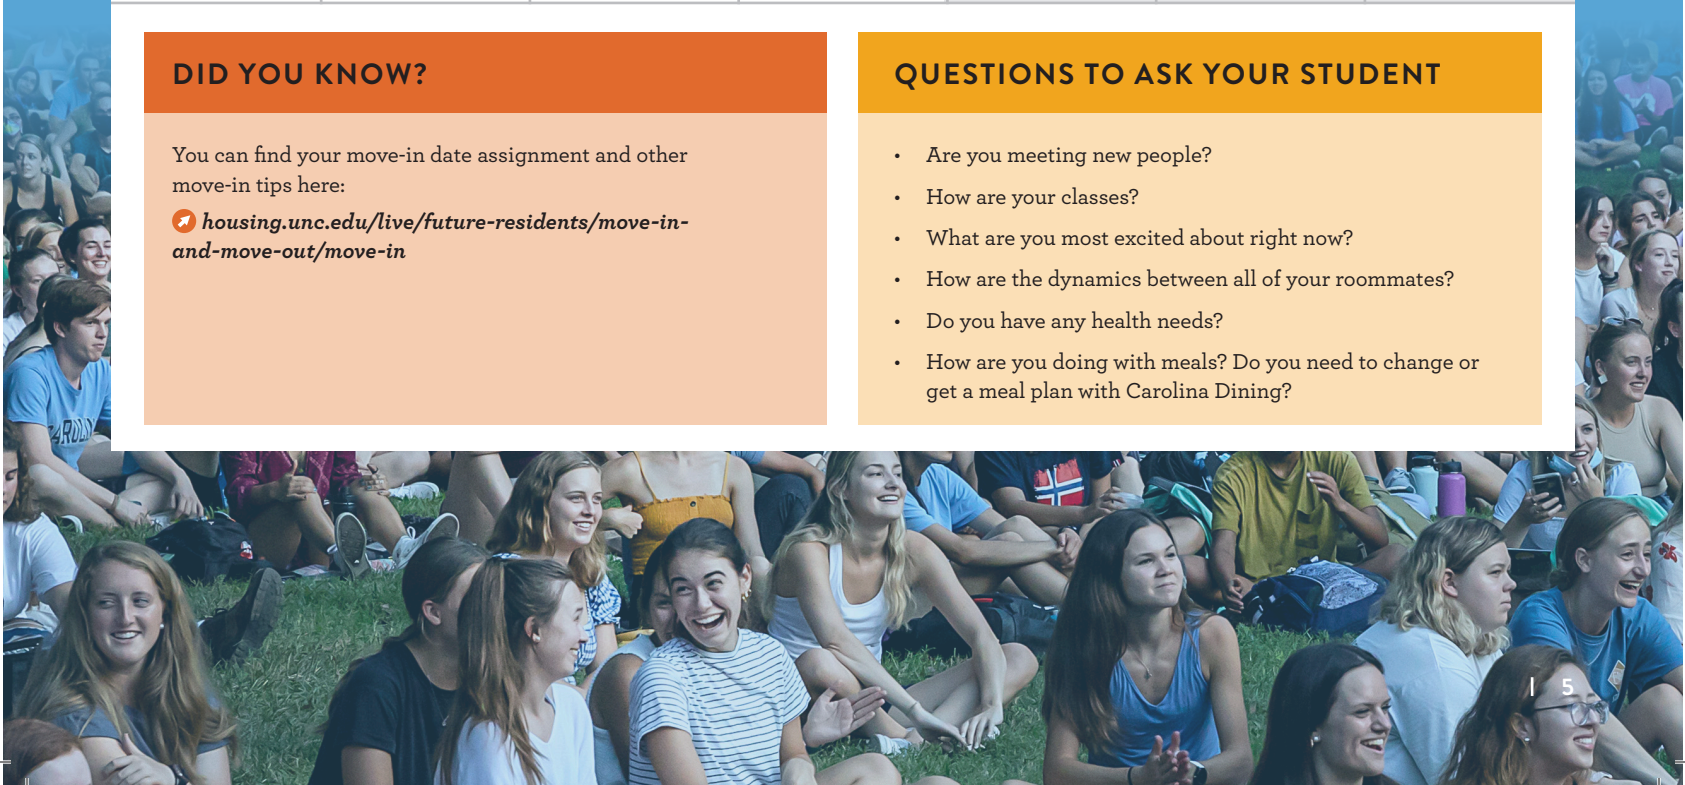 DID YOU KNOW?
You can find your move-in date assignment and other
move-in tips here:
housing.unc.edu/live/future-residents/move-in-
and-move-out/move-in
QUESTIONS TO ASK YOUR STUDENT
• Are you meeting new people?
• How are your classes?
• What are you most excited about right now?
• How are the dynamics between all of your roommates?
• Do you have any health needs?
• How are you doing with meals? Do you need to change or
get a meal plan with Carolina Dining?
| 5